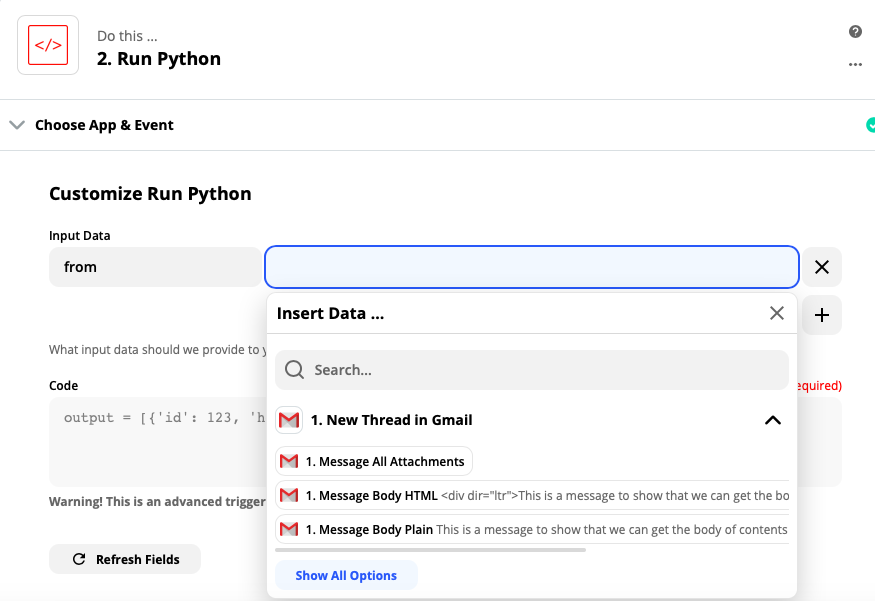 </>
Do this ...
2. Run Python
Choose App & Event
Customize Run Python
Input Data
from
Insert Data ...
What input data should we provide to y
Search...
Code
equired)
output = [{'id': 123, 'h
1. New Thread in Gmail
1. Message All Attachments
1. Message Body HTML <div dir="ltr">This is a message to show that we can get the bo
Warning! This is an advanced trigger
1. Message Body Plain This is a message to show that we can get the body of contents
Refresh Fields
Show All Options